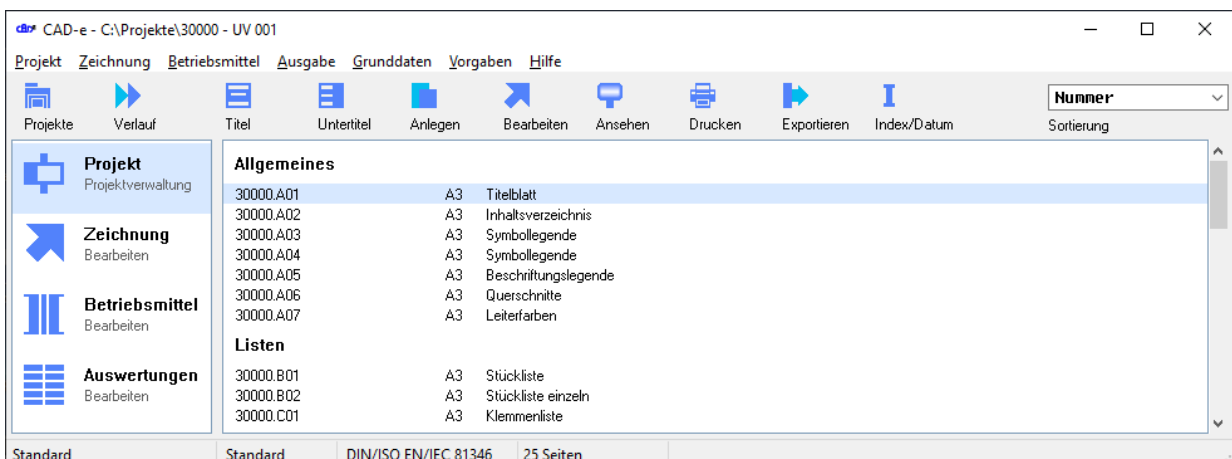 CAD-e - C:\Projekte\30000 - UV 001
Projekt Zeichnung Betriebsmittel Ausgabe Grunddaten Vorgaben Hilfe
Projekte Verlauf Titel Untertitel Anlegen Bearbeiten Ansehen Drucken Exportieren Index/Datum
Nummer
Sortierung
Projekt
Projektverwaltung
Zeichnung
Bearbeiten
Betriebsmittel
Bearbeiten
Auswertungen
Bearbeiten
Allgemeines
30000.A01 A3 Titelblatt
30000.A02 A3 Inhaltsverzeichnis
30000.A03 A3 Symbollegende
30000.A04 A3 Symbollegende
30000.A05 A3 Beschriftungslegende
30000.A06 A3 Querschnitte
30000.A07 A3 Leiterfarben
Listen
30000.B01 A3 Stückliste
30000.B02 A3 Stückliste einzeln
30000.C01 A3 Klemmenliste
Standard Standard DIN/ISO EN/IEC 81346 25 Seiten